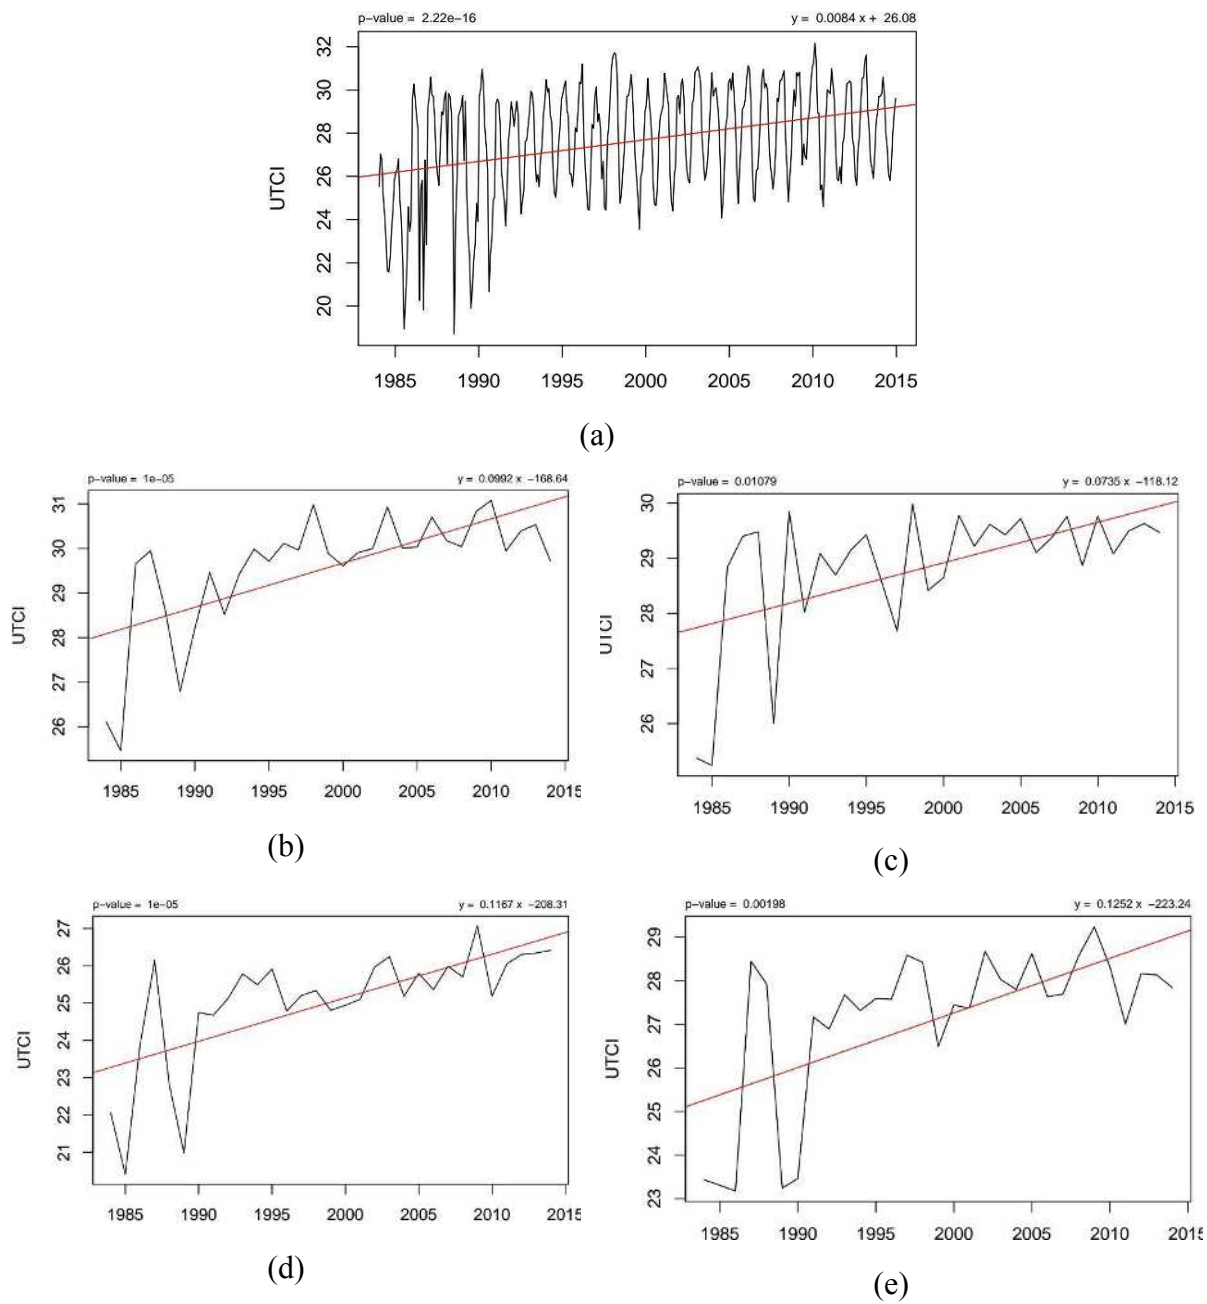 p-value = 2.22e-16 y = 0.0084 x + 26.08
32
30
28
26
24
22
20
UTCI
1985 1990 1995 2000 2005 2010 2015
(a)
p-value = 1e-05 y = 0.0992 x -168.64
31
30
29
28
27
26
UTCI
1985 1990 1995 2000 2005 2010 2015
(b)
p-value = 0.01079 y = 0.0735 x -118.12
30
29
28
27
26
UTCI
1985 1990 1995 2000 2005 2010 2015
(c)
p-value = 1e-05 y = 0.1167 x -208.31
27
26
25
24
23
22
21
UTCI
1985 1990 1995 2000 2005 2010 2015
(d)
p-value = 0.00198 y = 0.1252 x -223.24
29
28
27
26
25
24
23
UTCI
1985 1990 1995 2000 2005 2010 2015
(e)